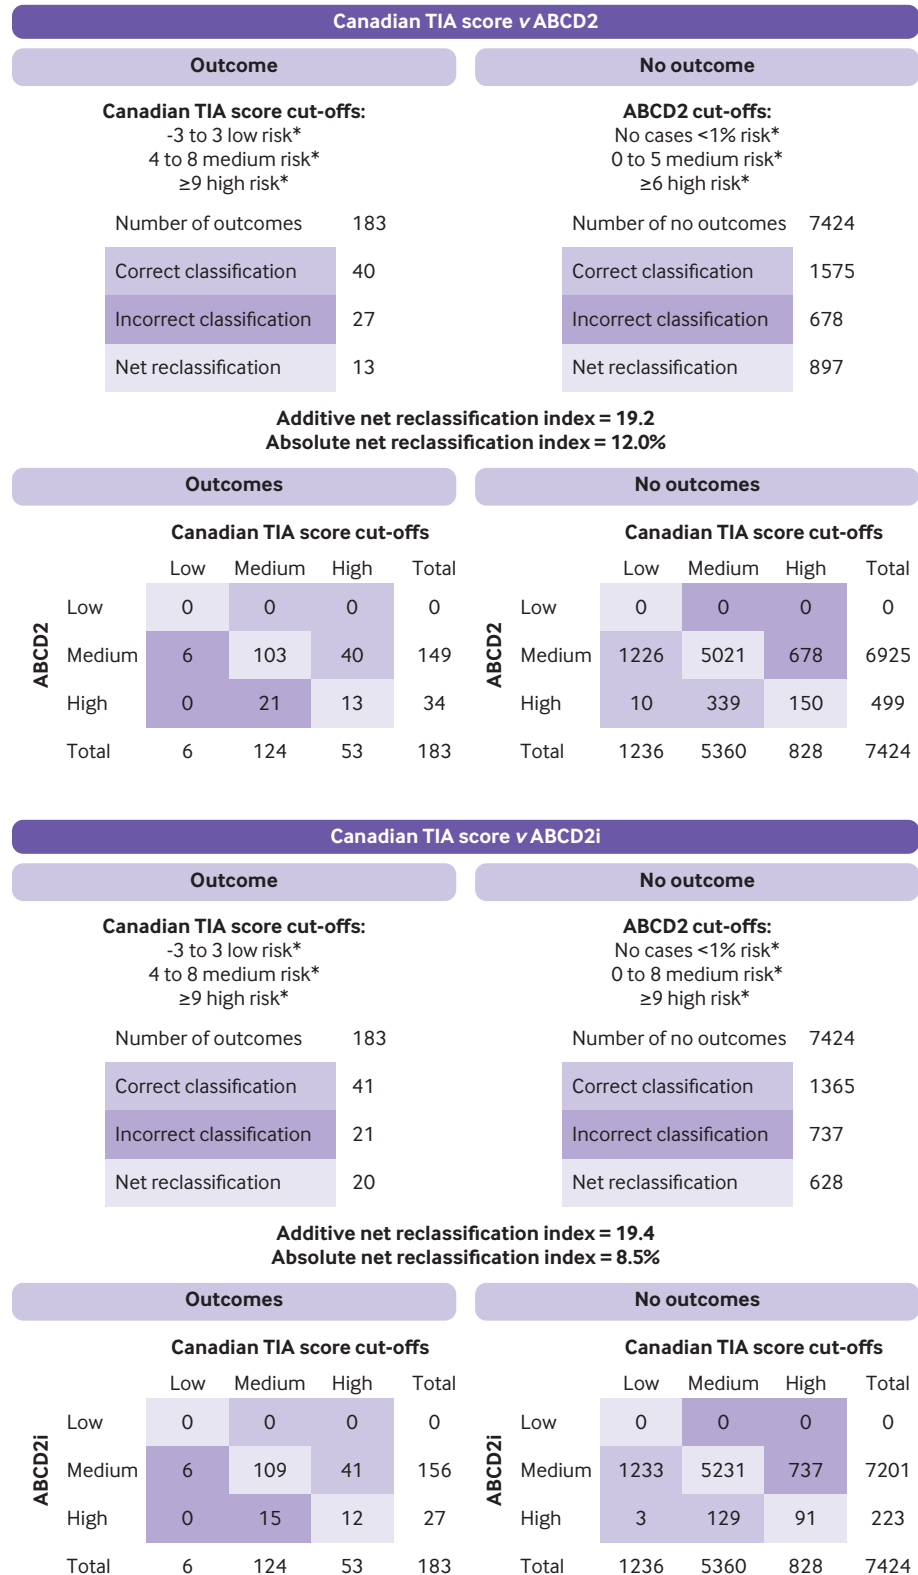 Canadian TIA score v ABCD2
Outcome
No outcome
Canadian TIA score cut-offs:
-3 to 3 low risk*
4 to 8 medium risk*
≥9 high risk*
ABCD2 cut-offs:
No cases <1% risk*
0 to 5 medium risk*
≥6 high risk*
Number of outcomes 183
Correct classification 40
Incorrect classification 27
Net reclassification 13
Number of no outcomes 7424
Correct classification 1575
Incorrect classification 678
Net reclassification 897
Additive net reclassification index = 19.2
Absolute net reclassification index = 12.0%
Outcomes
Canadian TIA score cut-offs
Low Medium High Total
ABCD2
Low 0 0 0 0
Medium 6 103 40 149
High 0 21 13 34
Total 6 124 53 183
No outcomes
Canadian TIA score cut-offs
Low Medium High Total
ABCD2
Low 0 0 0 0
Medium 1226 5021 678 6925
High 10 339 150 499
Total 1236 5360 828 7424
Canadian TIA score v ABCD2i
Outcome
No outcome
Canadian TIA score cut-offs:
-3 to 3 low risk*
4 to 8 medium risk*
≥9 high risk*
ABCD2 cut-offs:
No cases <1% risk*
0 to 8 medium risk*
≥9 high risk*
Number of outcomes 183
Correct classification 41
Incorrect classification 21
Net reclassification 20
Number of no outcomes 7424
Correct classification 1365
Incorrect classification 737
Net reclassification 628
Additive net reclassification index = 19.4
Absolute net reclassification index = 8.5%
Outcomes
Canadian TIA score cut-offs
Low Medium High Total
ABCD2i
Low 0 0 0 0
Medium 6 109 41 156
High 0 15 12 27
Total 6 124 53 183
No outcomes
Canadian TIA score cut-offs
Low Medium High Total
ABCD2i
Low 0 0 0 0
Medium 1233 5231 737 7201
High 3 129 91 223
Total 1236 5360 828 7424